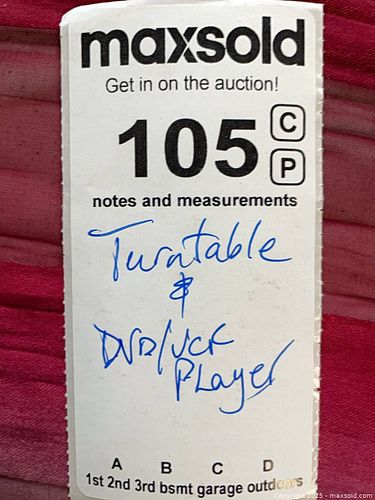 maxsold
Get in on the auction!
105 C
P
notes and measurements
Turntable
&
DVD/VCR
Player
A B C D
1st 2nd 3rd bsmt garage outdoors
Copyright 2025 - maxsold.com